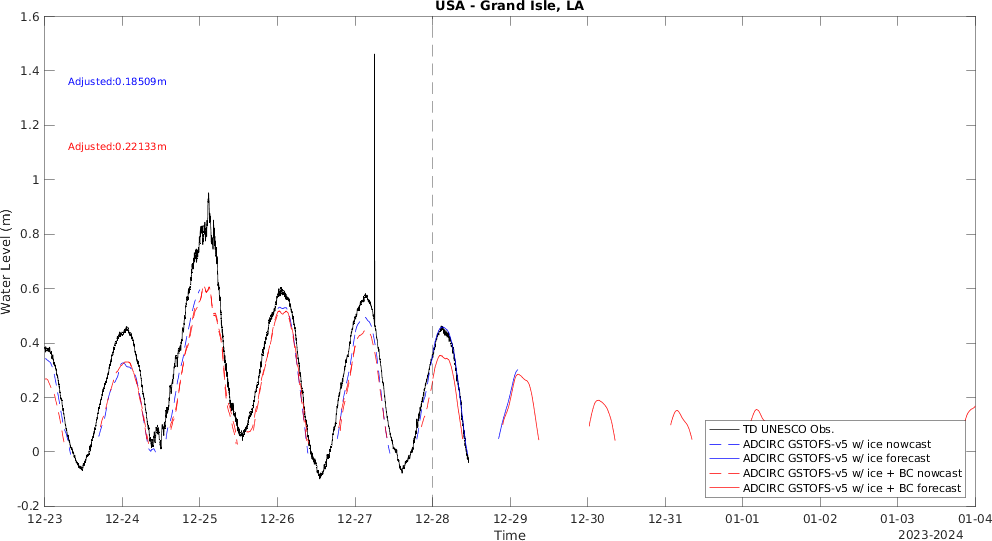 USA - Grand Isle, LA
1.6
1.4
1.2
1
0.8
0.6
0.4
0.2
0
-0.2
Water Level (m)
Adjusted:0.18509m
Adjusted:0.22133m
TD UNESCO Obs.
ADCIRC GSTOFS-v5 w/ ice nowcast
ADCIRC GSTOFS-v5 w/ ice forecast
ADCIRC GSTOFS-v5 w/ ice + BC nowcast
ADCIRC GSTOFS-v5 w/ ice + BC forecast
12-23 12-24 12-25 12-26 12-27 12-28 12-29 12-30 12-31 01-01 01-02 01-03 01-04
Time
2023-2024